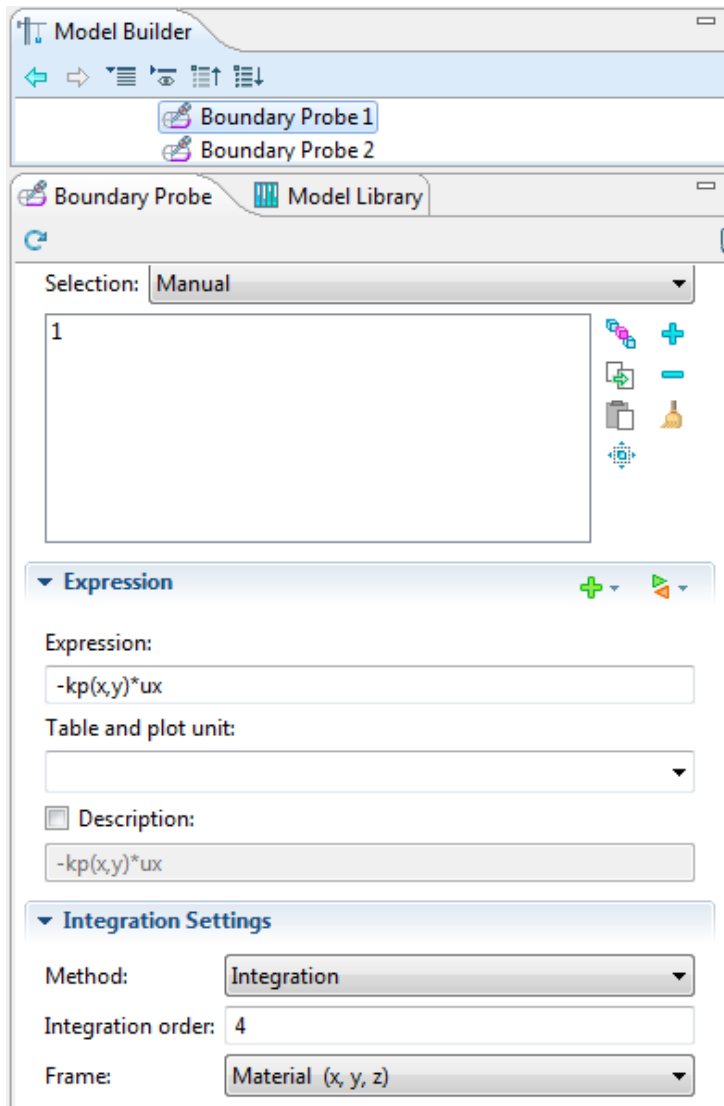 Model Builder
Boundary Probe 1
Boundary Probe 2
Boundary Probe Model Library
Selection: Manual
1
Expression
Expression:
-kp(x,y)*ux
Table and plot unit:
Description:
-kp(x,y)*ux
Integration Settings
Method: Integration
Integration order: 4
Frame: Material (x, y, z)